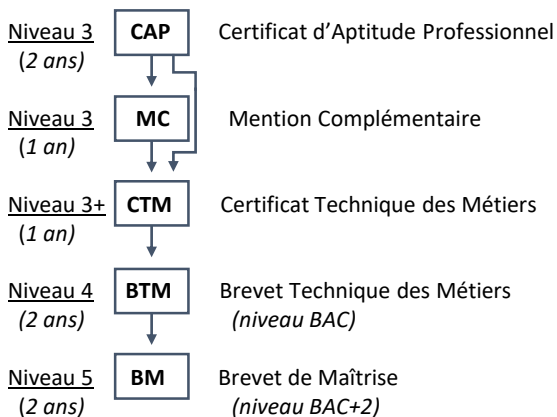 Niveau 3 CAP Certificat d’Aptitude Professionnel
(2 ans)
Niveau 3 MC Mention Complémentaire
(1 an)
Niveau 3+ CTM Certificat Technique des Métiers
(1 an)
Niveau 4 BTM Brevet Technique des Métiers
(2 ans) (niveau BAC)
Niveau 5 BM Brevet de Maîtrise
(2 ans) (niveau BAC+2)